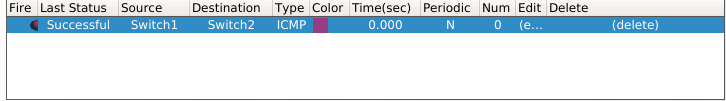 Fire Last Status Source Destination Type Color Time(sec) Periodic Num Edit Delete
Successful Switch1 Switch2 ICMP 0.000 N 0 (e... (delete)